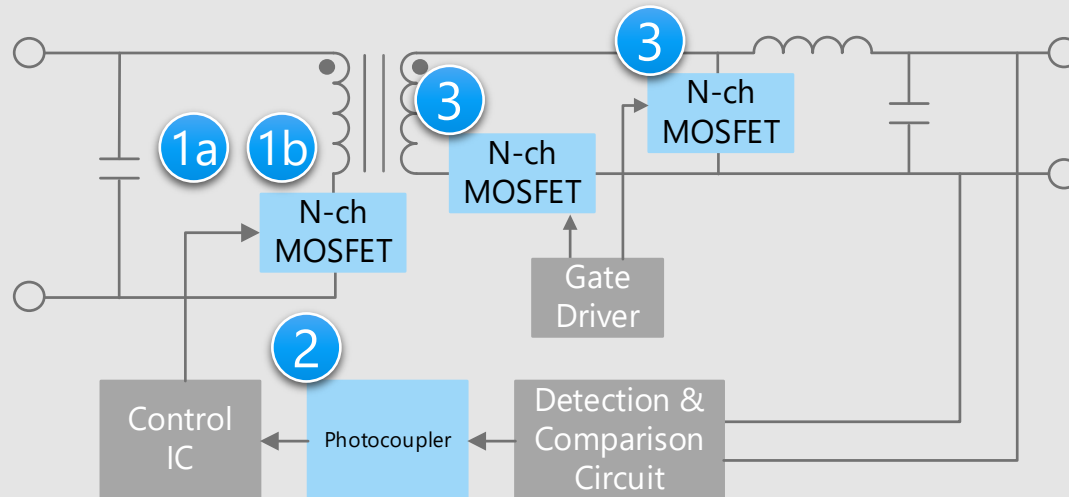 3
N-ch
MOSFET
3
1a
1b
N-ch
MOSFET
N-ch
MOSFET
Gate
Driver
2
Control
IC
Photocoupler
Detection &
Comparison
Circuit